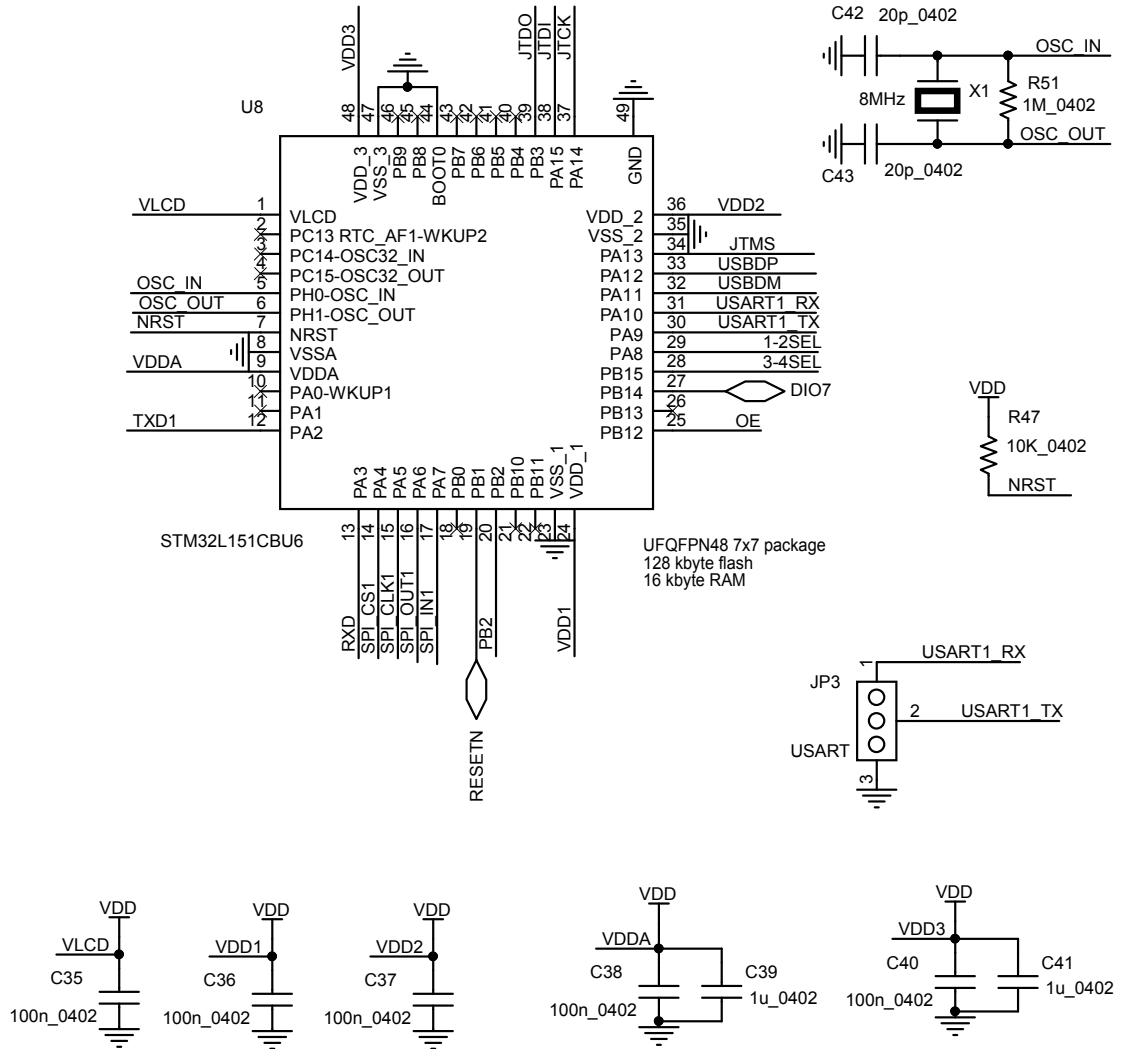 C42 20p_0402
OSC_IN
8MHz X1
R51
1M_0402
OSC_OUT
C43
20p_0402
VDD3
JTDO
JTDI
JTCK
U8
48
47
46
45
44
43
42
41
40
39
38
37
49
VDD_3
VSS_3
PB9
PB8
BOOT0
PB7
PB6
PB5
PB4
PB3
PA15
PA14
GND
VLCD 1 VLCD
2 PC13 RTC_AF1-WKUP2
3 PC14-OSC32_IN
4 PC15-OSC32_OUT
OSC_IN 5 PH0-OSC_IN
OSC_OUT 6 PH1-OSC_OUT
NRST 7 NRST
8 VSSA
VDDA 9 VDDA
10 PA0-WKUP1
11 PA1
TXD1 12 PA2
VDD_2 36 VDD2
VSS_2 35
PA13 34 JTMS
PA12 33 USBDP
PA11 32 USBDM
PA10 31 USART1_RX
PA9 30 USART1_TX
PA8 29 1-2SEL
PB15 28 3-4SEL
PB14 27 DIO7
PB13 26
PB12 25 OE
PA3
PA4
PA5
PA6
PA7
PB0
PB1
PB2
PB10
PB11
VSS_1
VDD_1
13
14
15
16
17
18
19
20
21
22
23
24
STM32L151CBU6
UFQFPN48 7x7 package
128 kbyte flash
16 kbyte RAM
RXD
SPI_CS1
SPI_CLK1
SPI_OUT1
SPI_IN1
RESETN
PB2
VDD1
VDD
R47
10K_0402
NRST
JP3
1 USART1_RX
2 USART1_TX
USART
3
VDD
VLCD
C35
100n_0402
VDD
VDD1
C36
100n_0402
VDD
VDD2
C37
100n_0402
VDD
VDDA
C38
100n_0402
C39
1u_0402
VDD
VDD3
C40
100n_0402
C41
1u_0402